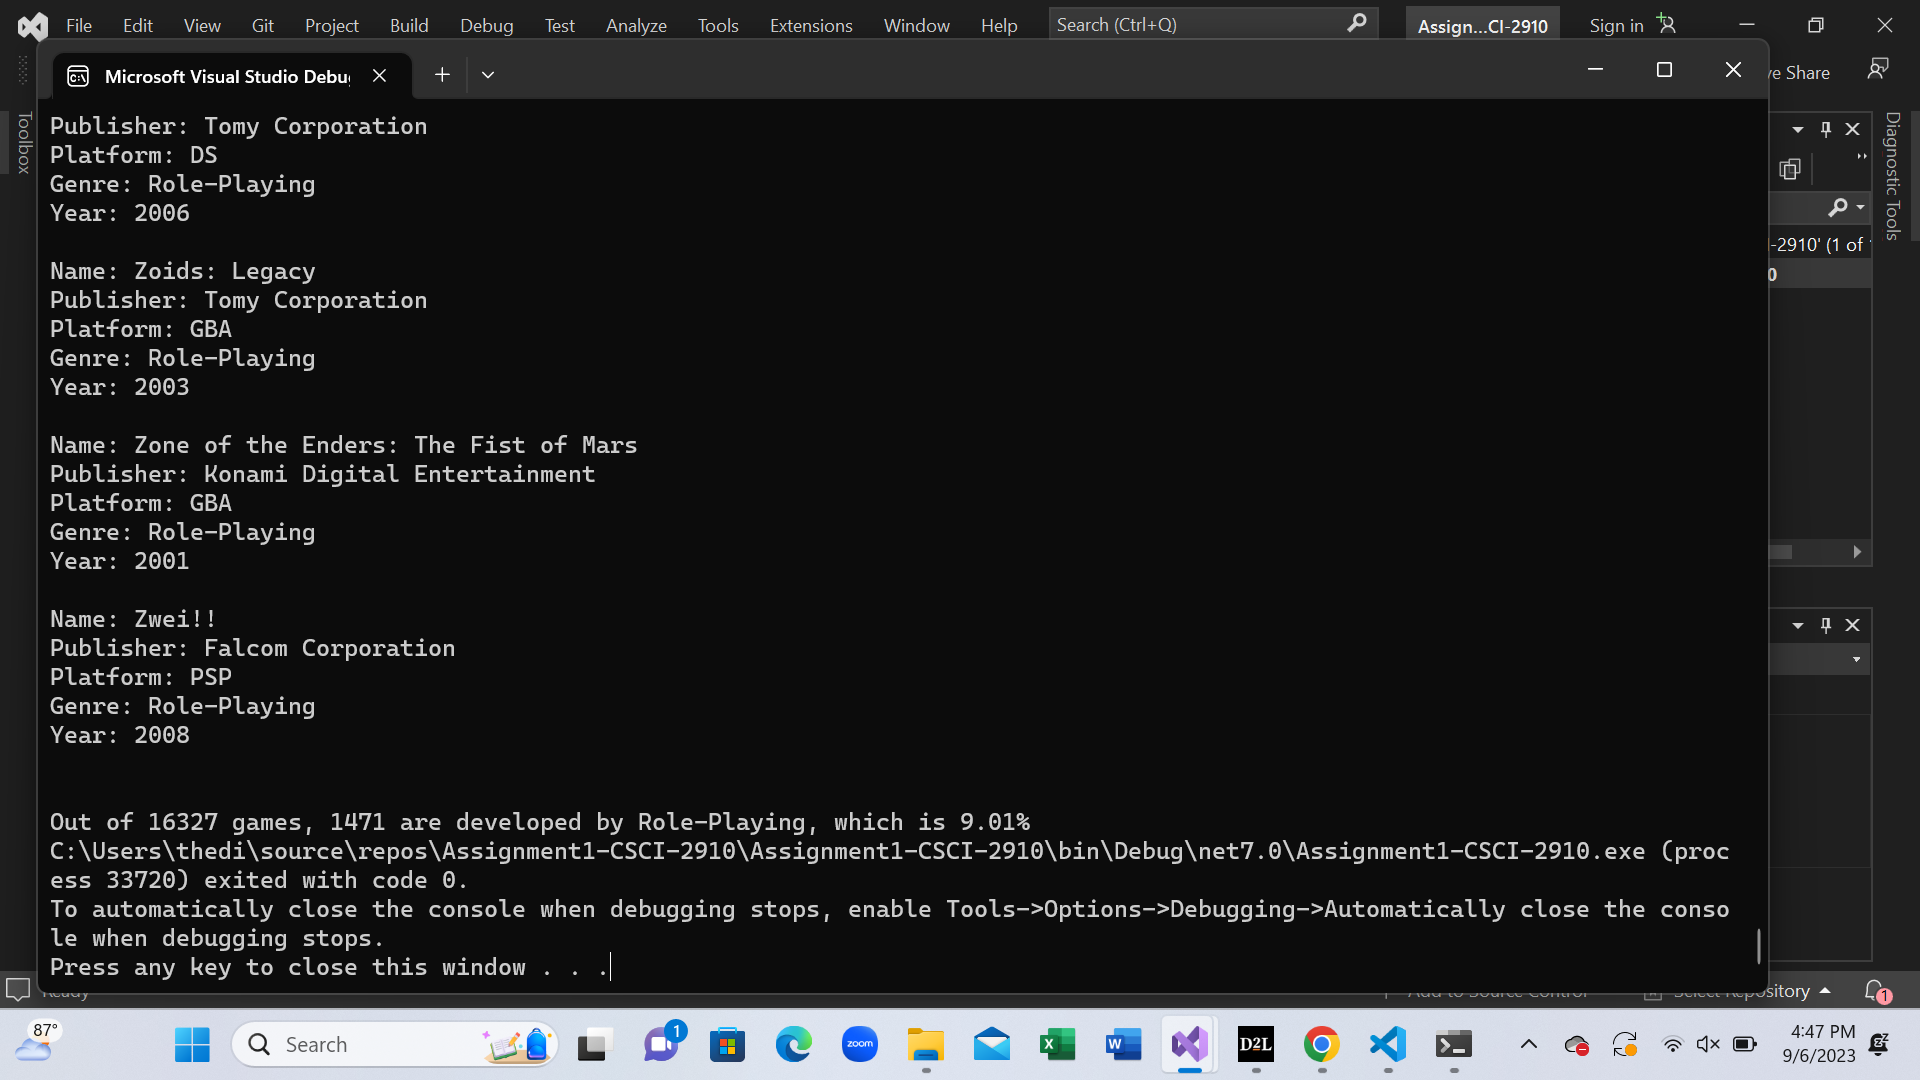 File Edit View Git Project Build Debug Test Analyze Tools Extensions Window Help Search (Ctrl+Q) Assign...CI-2910 Sign in
Microsoft Visual Studio Debu
Share
Toolbox
Diagnostic Tools
Publisher: Tomy Corporation
Platform: DS
Genre: Role-Playing
Year: 2006
Name: Zoids: Legacy
Publisher: Tomy Corporation
Platform: GBA
Genre: Role-Playing
Year: 2003
Name: Zone of the Enders: The Fist of Mars
Publisher: Konami Digital Entertainment
Platform: GBA
Genre: Role-Playing
Year: 2001
Name: Zwei!!
Publisher: Falcom Corporation
Platform: PSP
Genre: Role-Playing
Year: 2008
Out of 16327 games, 1471 are developed by Role-Playing, which is 9.01%
C:\Users\thedi\source\repos\Assignment1-CSCI-2910\Assignment1-CSCI-2910\bin\Debug\net7.0\Assignment1-CSCI-2910.exe (proc
ess 33720) exited with code 0.
To automatically close the console when debugging stops, enable Tools->Options->Debugging->Automatically close the conso
le when debugging stops.
Press any key to close this window . . .
-2910' (1 of
0
Ready Add to Source Control Select Repository 1
87°
Search
1
zoom
D2L
4:47 PM
9/6/2023